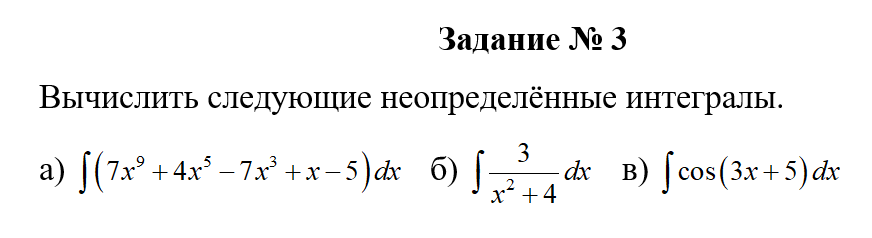 Задание № 3
Вычислить следующие неопределённые интегралы.
а) ∫(7x⁹ + 4x⁵ − 7x³ + x − 5)dx б) ∫ 3/(x² + 4) dx в) ∫cos(3x + 5)dx